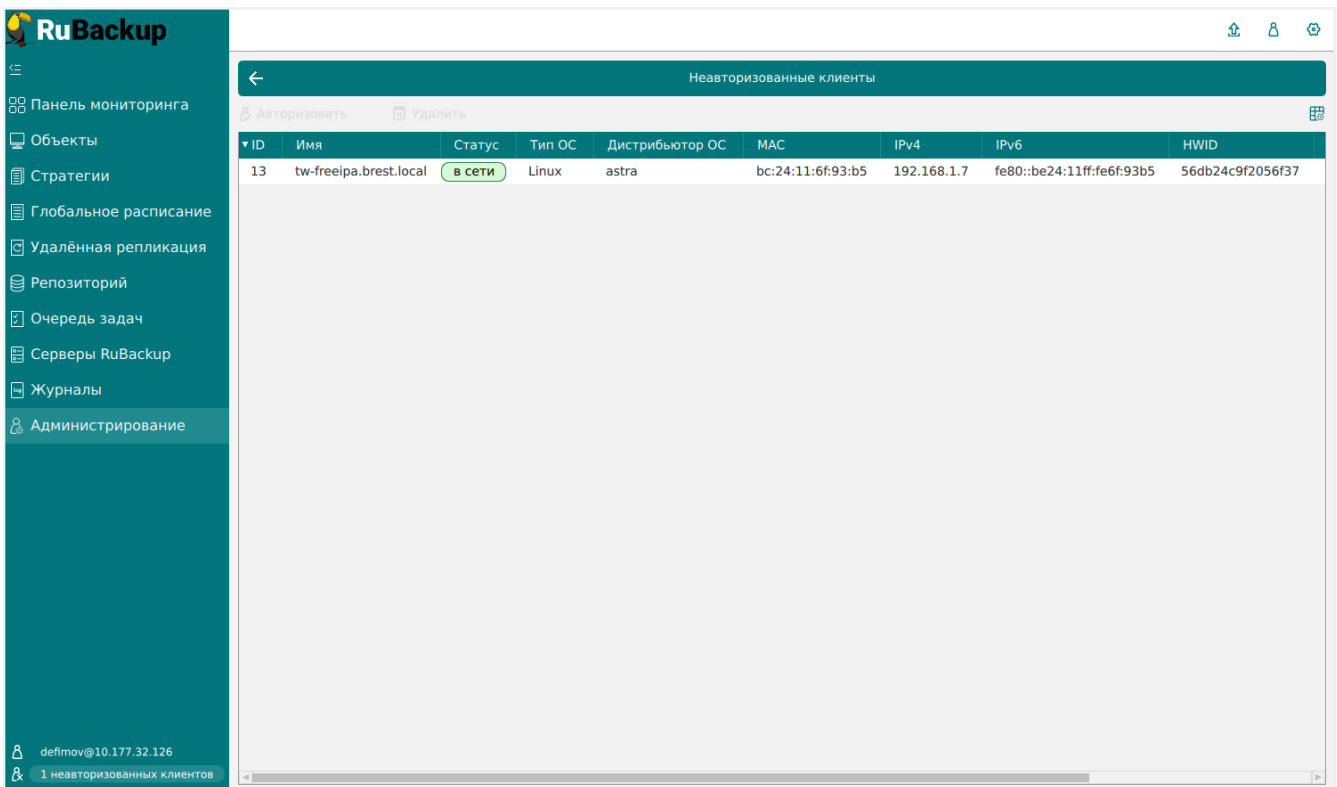 RuBackup
Неавторизованные клиенты
Панель мониторинга
Объекты
Стратегии
Глобальное расписание
Удалённая репликация
Репозиторий
Очередь задач
Серверы RuBackup
Журналы
Администрирование
Авторизовать Удалить
ID Имя Статус Тип ОС Дистрибьютор ОС MAC IPv4 IPv6 HWID
13 tw-freeipa.brest.local в сети Linux astra bc:24:11:6f:93:b5 192.168.1.7 fe80::be24:11ff:fe6f:93b5 56db24c9f2056f37
defimov@10.177.32.126
1 неавторизованных клиентов